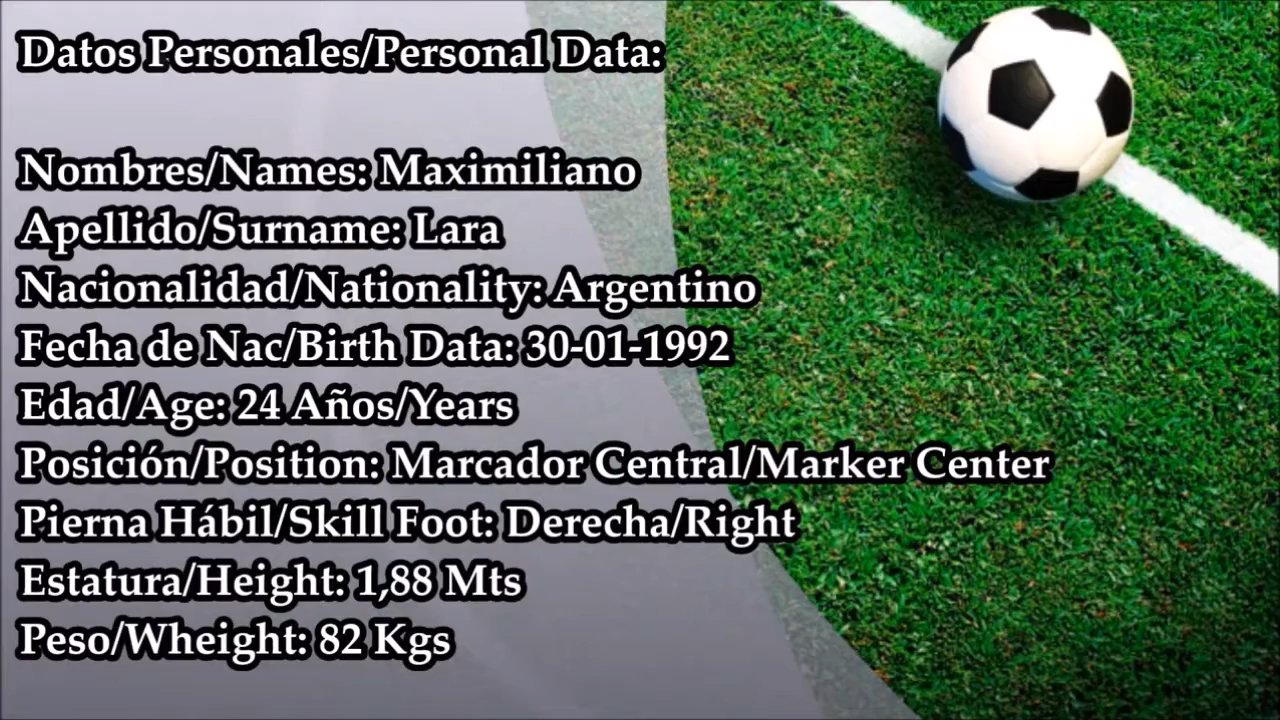 Datos Personales/Personal Data:
Nombres/Names: Maximiliano
Apellido/Surname: Lara
Nacionalidad/Nationality: Argentino
Fecha de Nac/Birth Data: 30-01-1992
Edad/Age: 24 Años/Years
Posición/Position: Marcador Central/Marker Center
Pierna Hábil/Skill Foot: Derecha/Right
Estatura/Height: 1,88 Mts
Peso/Wheight: 82 Kgs